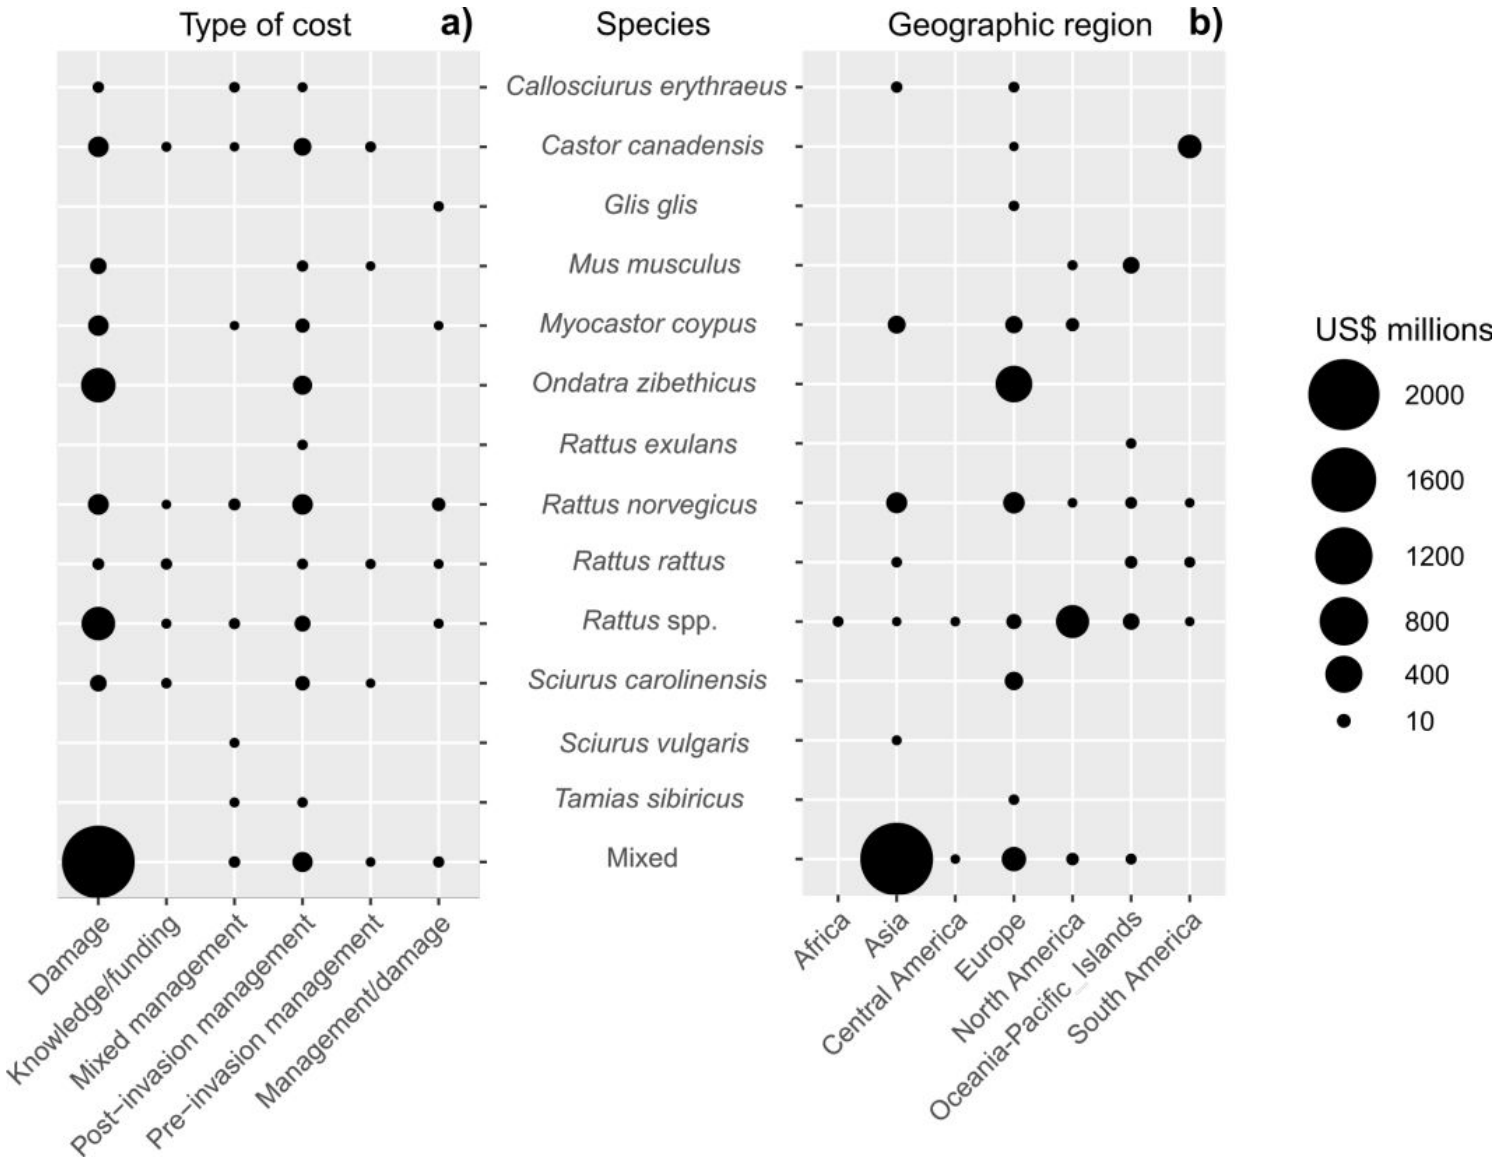 Type of cost
a)
Species
Geographic region
b)
Callosciurus erythraeus
Castor canadensis
Glis glis
Mus musculus
Myocastor coypus
Ondatra zibethicus
Rattus exulans
Rattus norvegicus
Rattus rattus
Rattus spp.
Sciurus carolinensis
Sciurus vulgaris
Tamias sibiricus
Mixed
Damage
Knowledge/funding
Mixed management
Post−invasion management
Pre−invasion management
Management/damage
Africa
Asia
Central America
Europe
North America
Oceania-Pacific_Islands
South America
US$ millions
2000
1600
1200
800
400
10